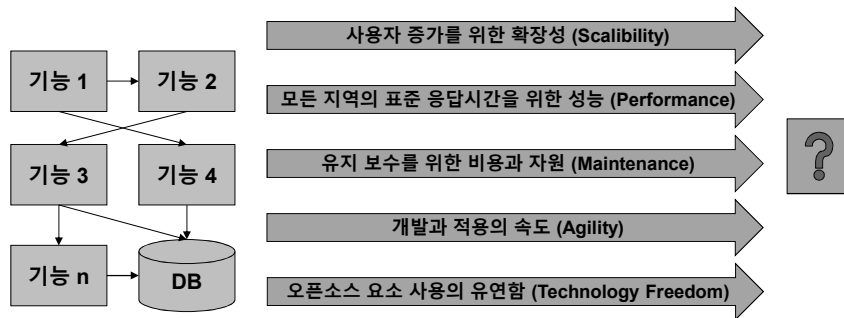 사용자 증가를 위한 확장성 (Scalibility)
기능 1
기능 2
모든 지역의 표준 응답시간을 위한 성능 (Performance)
기능 3
기능 4
유지 보수를 위한 비용과 자원 (Maintenance)
?
개발과 적용의 속도 (Agility)
기능 n
DB
오픈소스 요소 사용의 유연함 (Technology Freedom)